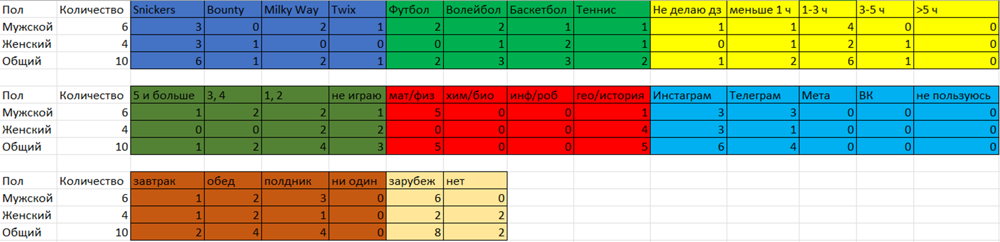 Пол Количество Snickers Bounty Milky Way Twix Футбол Волейбол Баскетбол Теннис Не делаю дз меньше 1 ч 1-3 ч 3-5 ч >5 ч
Мужской 6 3 0 2 1 2 2 1 1 1 1 4 0 0
Женский 4 3 1 0 0 0 1 2 1 0 1 2 1 0
Общий 10 6 1 2 1 2 3 3 2 1 2 6 1 0
Пол Количество 5 и больше 3, 4 1, 2 не играю мат/физ хим/био инф/роб гео/история Инстаграм Телеграм Мета ВК не пользуюсь
Мужской 6 1 2 2 1 5 0 0 1 3 3 0 0 0
Женский 4 0 0 2 2 0 0 0 4 3 1 0 0 0
Общий 10 1 2 4 3 5 0 0 5 6 4 0 0 0
Пол Количество завтрак обед полдник ни один зарубеж нет
Мужской 6 1 2 3 0 6 0
Женский 4 1 2 1 0 2 2
Общий 10 2 4 4 0 8 2